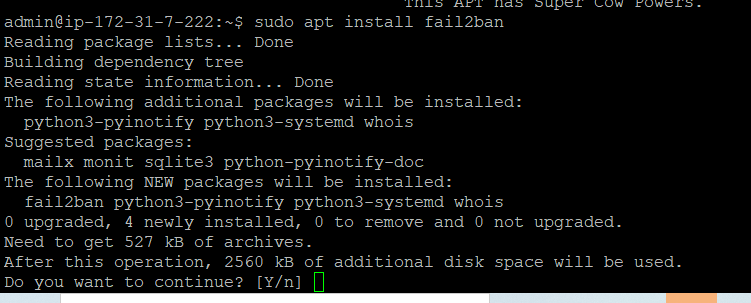 This APT has Super Cow Powers.
admin@ip-172-31-7-222:~$ sudo apt install fail2ban
Reading package lists... Done
Building dependency tree
Reading state information... Done
The following additional packages will be installed:
  python3-pyinotify python3-systemd whois
Suggested packages:
  mailx monit sqlite3 python-pyinotify-doc
The following NEW packages will be installed:
  fail2ban python3-pyinotify python3-systemd whois
0 upgraded, 4 newly installed, 0 to remove and 0 not upgraded.
Need to get 527 kB of archives.
After this operation, 2560 kB of additional disk space will be used.
Do you want to continue? [Y/n]